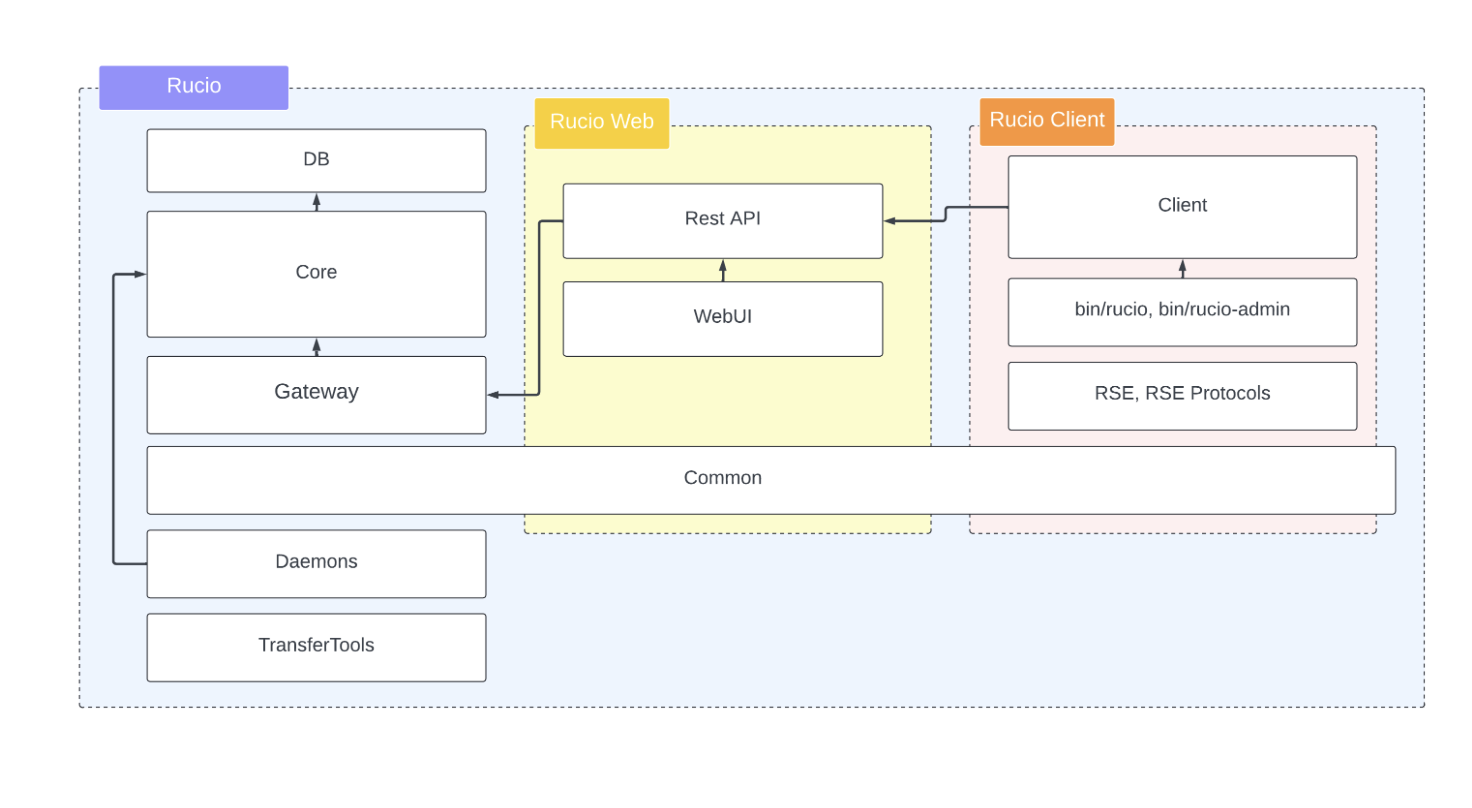 Rucio
DB
Core
Gateway
Rucio Web
Rest API
WebUI
Rucio Client
Client
bin/rucio, bin/rucio-admin
RSE, RSE Protocols
Common
Daemons
TransferTools